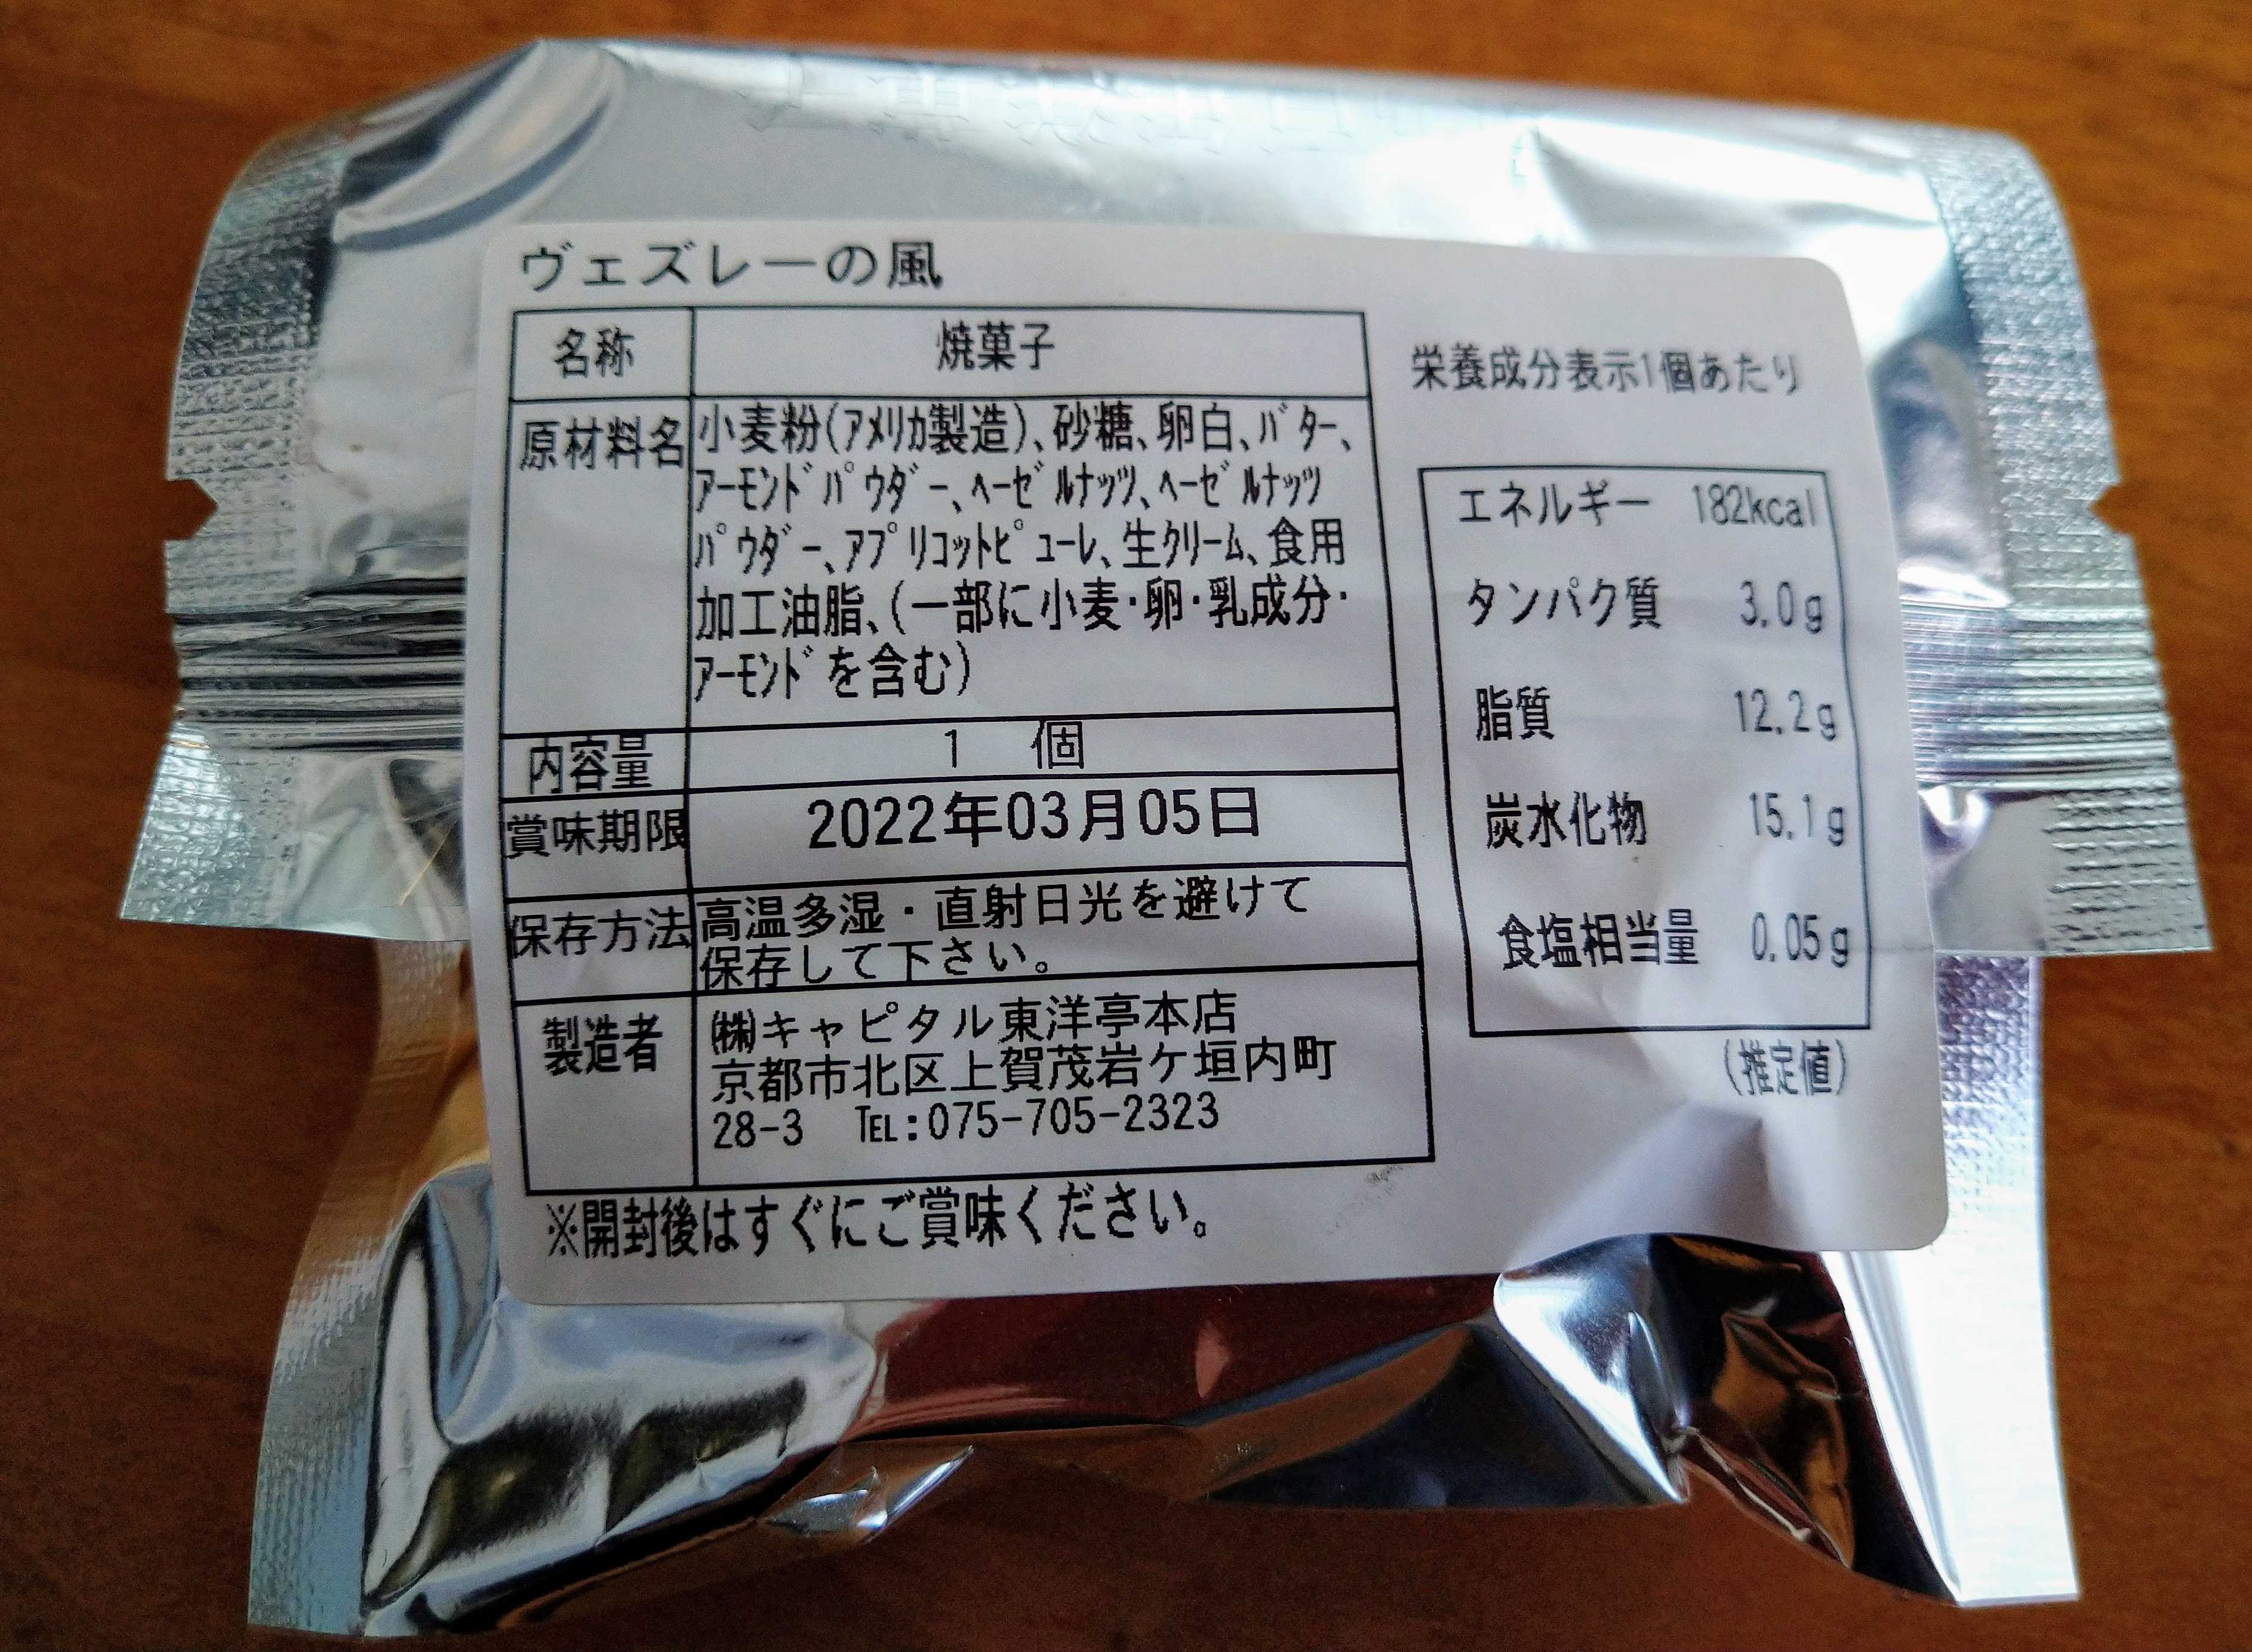 ヴェズレーの風
名称 焼菓子
原材料名 小麦粉(アメリカ製造)、砂糖、卵白、バター、
アーモンドパウダー、ヘーゼルナッツ、ヘーゼルナッツ
パウダー、アプリコットピューレ、生クリーム、食用
加工油脂、(一部に小麦・卵・乳成分・
アーモンドを含む)
内容量 1 個
賞味期限 2022年03月05日
保存方法 高温多湿・直射日光を避けて
保存して下さい。
製造者 ㈱キャピタル東洋亭本店
京都市北区上賀茂岩ケ垣内町
28-3 TEL:075-705-2323
※開封後はすぐにご賞味ください。
栄養成分表示1個あたり
エネルギー 182kcal
タンパク質 3.0g
脂質 12.2g
炭水化物 15.1g
食塩相当量 0.05g
(推定値)